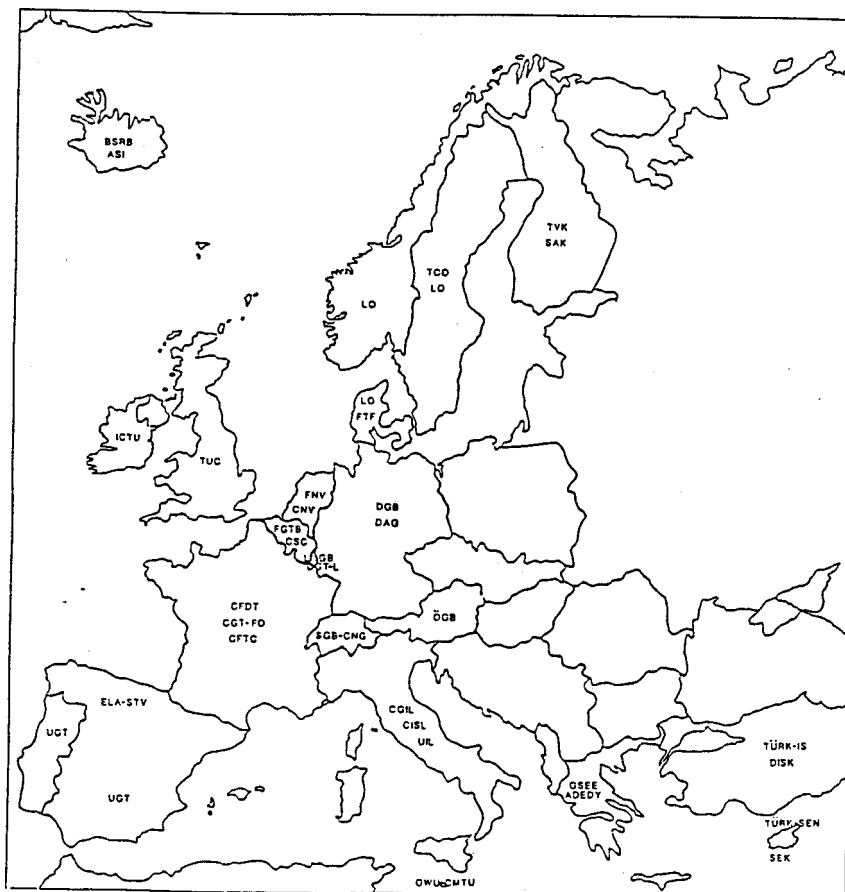 BSRB
ASI
TVK
SAK
TCO
LO
LO
LO
FTF
ICTU
TUC
FNV
CNV
FGTB
CSC
DGB
DAG
CFDT
CGT-FO
CFTC
SGB-CNG
ÖGB
ELA-STV
UGT
UGT
CGIL
CISL
UIL
GSEE
ADEDY
TÜRK-IS
DISK
TÜRK-SEN
SEK
GWU-CMTU